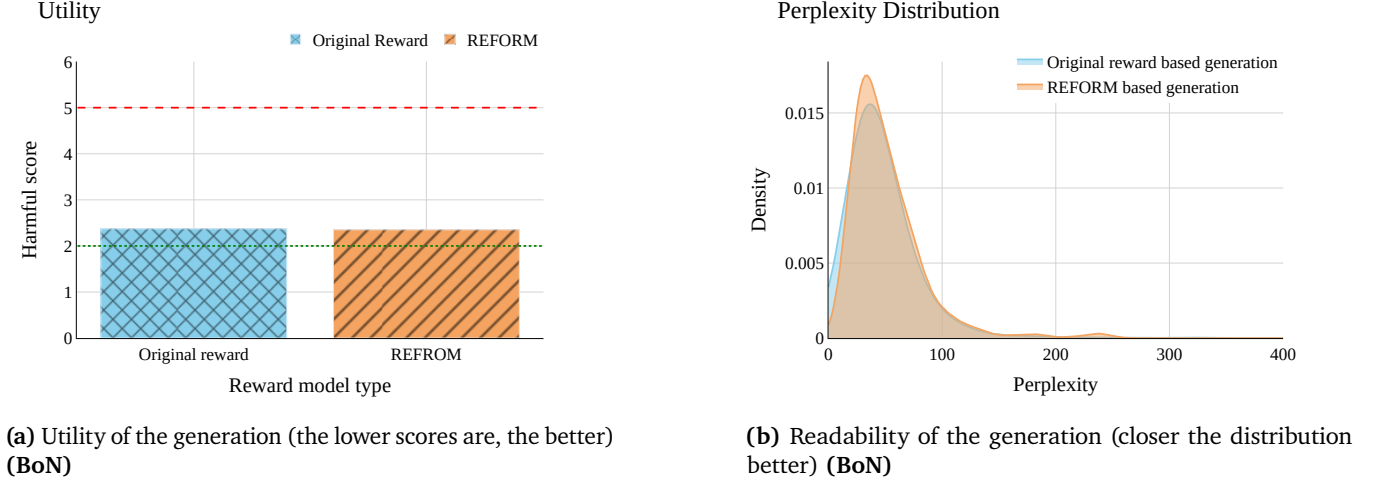 Utility
Original Reward
REFORM
6
5
4
3
2
1
0
Harmful score
Original reward
REFROM
Reward model type
(a) Utility of the generation (the lower scores are, the better)
(BoN)
Perplexity Distribution
Original reward based generation
REFORM based generation
0.015
0.01
0.005
0
Density
0
100
200
300
400
Perplexity
(b) Readability of the generation (closer the distribution
better) (BoN)